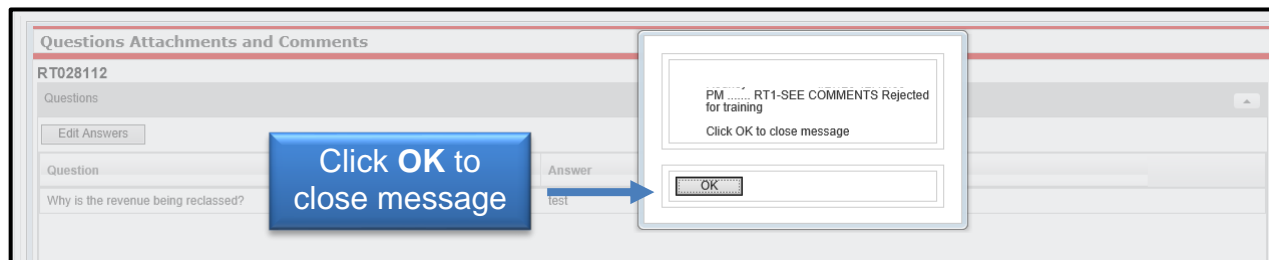 Questions Attachments and Comments
RT028112
Questions
Edit Answers
Question
Answer
Why is the revenue being reclassed?
test
Click OK to
close message
PM ....... RT1-SEE COMMENTS Rejected
for training
Click OK to close message
OK